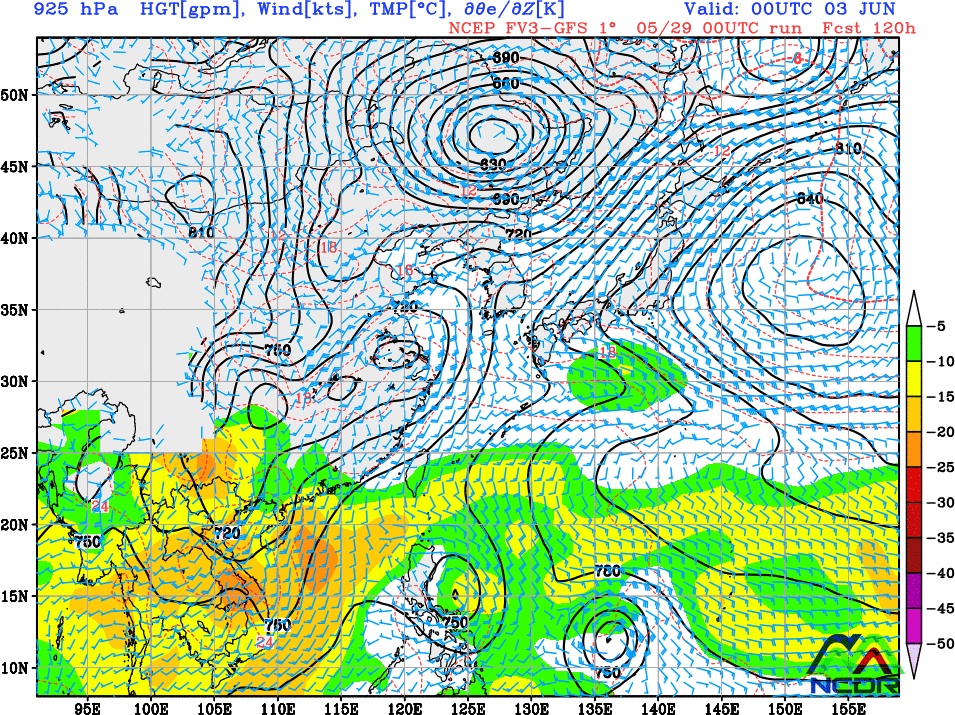 925 hPa HGT[gpm], Wind[kts], TMP[°C], ∂θe/∂Z[K] Valid: 00UTC 03 JUN
NCEP FV3-GFS 1° 05/29 00UTC run Fcst 120h
50N
45N
40N
35N
30N
25N
20N
15N
10N
95E 100E 105E 110E 115E 120E 125E 130E 135E 140E 145E 150E 155E
-5
-10
-15
-20
-25
-30
-35
-40
-45
-50
690
660
630
690
720
810
810
840
12
12
18
18
18
780
24
750
720
750
24
750
780
750
NCDR